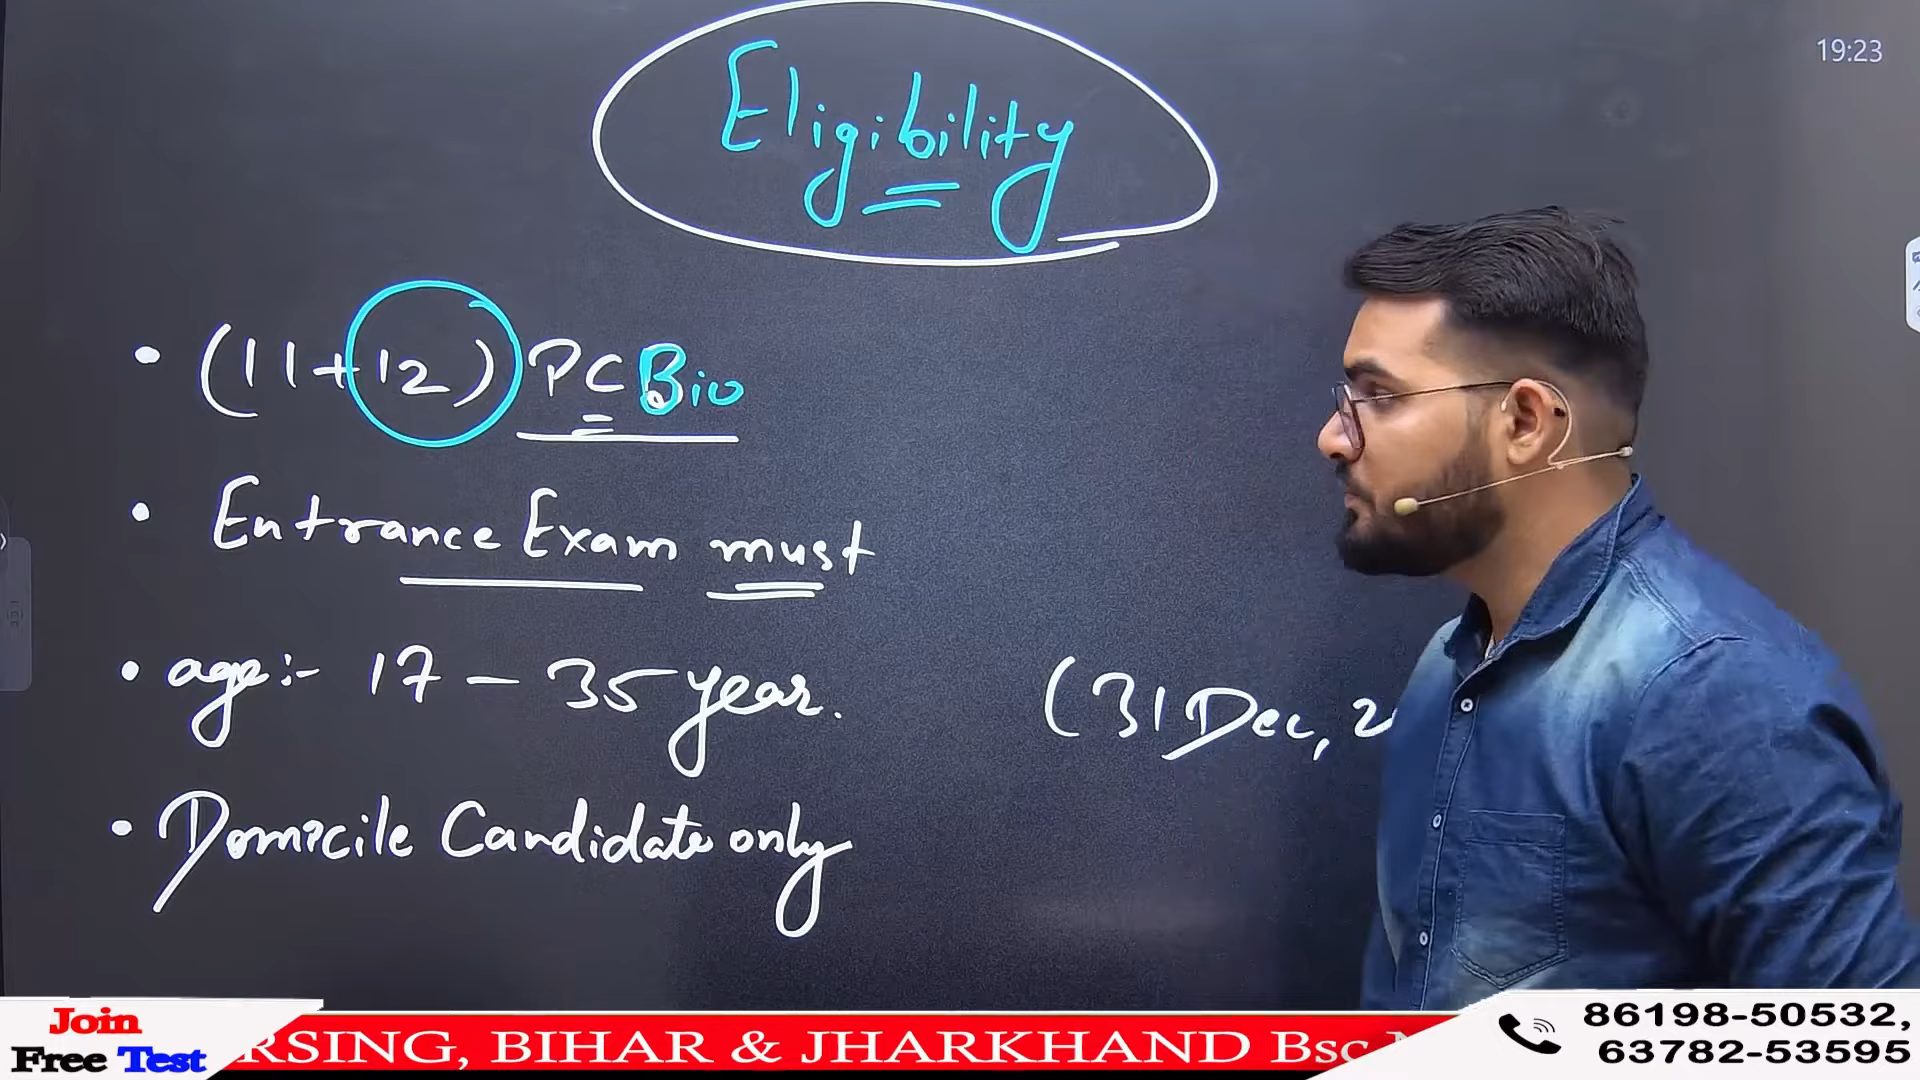 19:23
Eligibility
• (11+12) PCBio
• Entrance Exam must
• age:- 17 - 35 year.
(31 Dec, 2
• Domicile Candidate only
Join
Free Test
RSING, BIHAR & JHARKHAND Bsc
86198-50532,
63782-53595